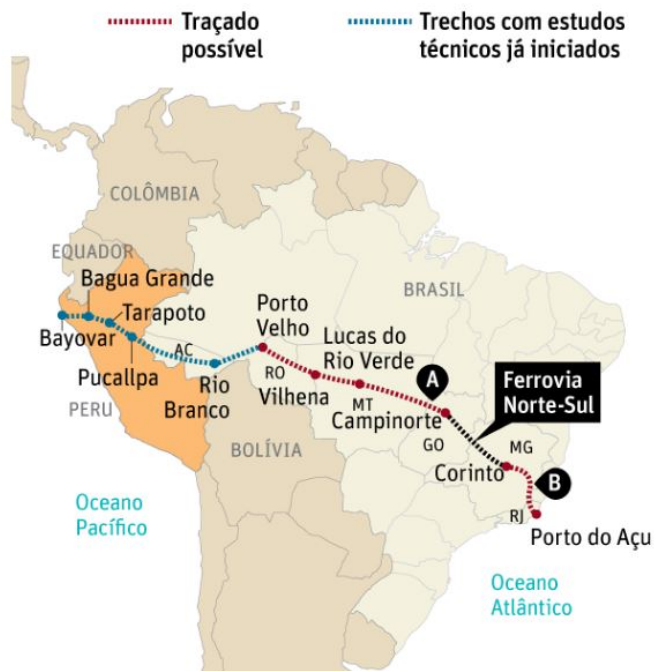 Traçado
possível
Trechos com estudos
técnicos já iniciados
COLÔMBIA
EQUADOR
Bagua Grande
Tarapoto
Bayovar
Pucallpa
PERU
AC
Rio
Branco
Porto
Velho
RO
Vilhena
Lucas do
Rio Verde
MT
BRASIL
A
Campinorte
GO
Ferrovia
Norte-Sul
MG
Corinto
B
RJ
Porto do Açu
BOLÍVIA
Oceano
Pacífico
Oceano
Atlântico